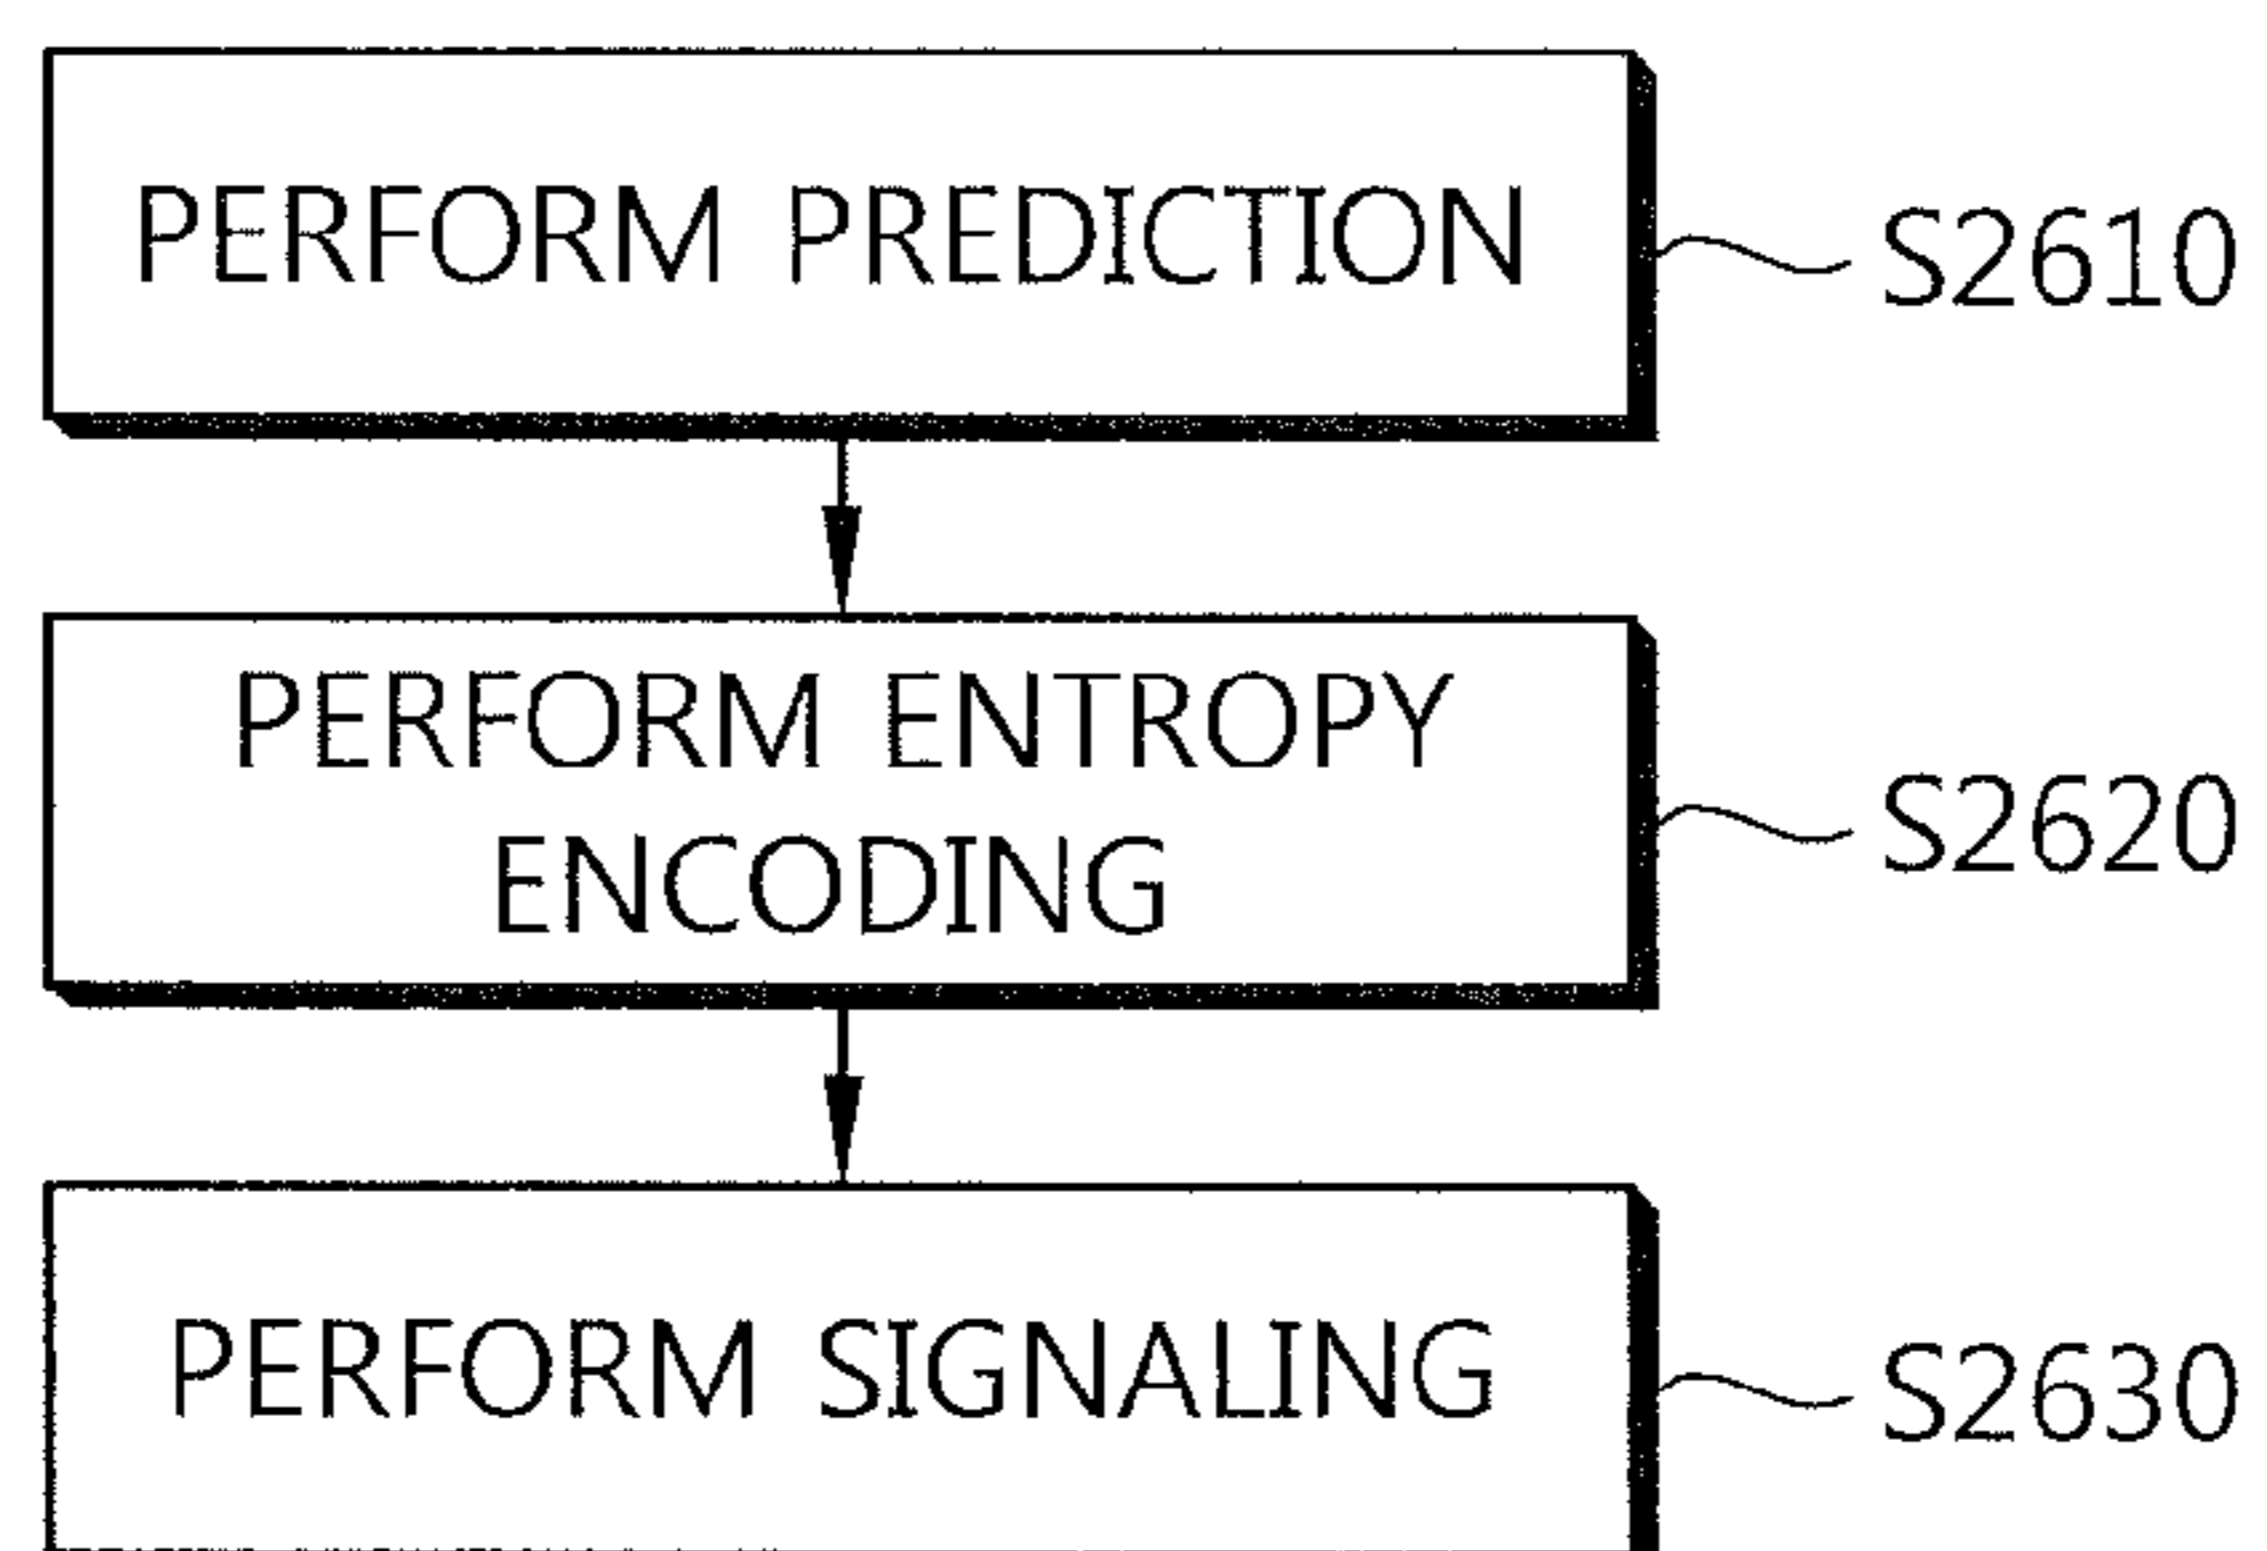 PERFORM PREDICTION
S2610
PERFORM ENTROPY
ENCODING
S2620
PERFORM SIGNALING
S2630